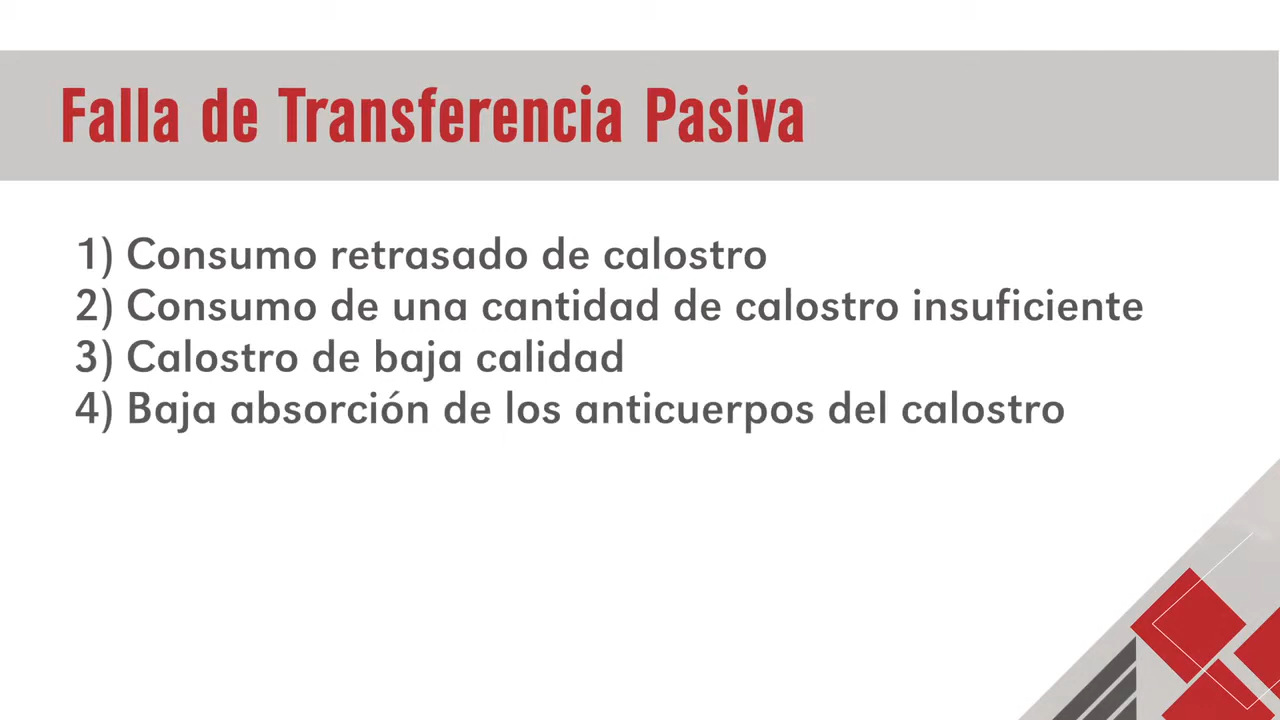 Falla de Transferencia Pasiva
1) Consumo retrasado de calostro
2) Consumo de una cantidad de calostro insuficiente
3) Calostro de baja calidad
4) Baja absorción de los anticuerpos del calostro